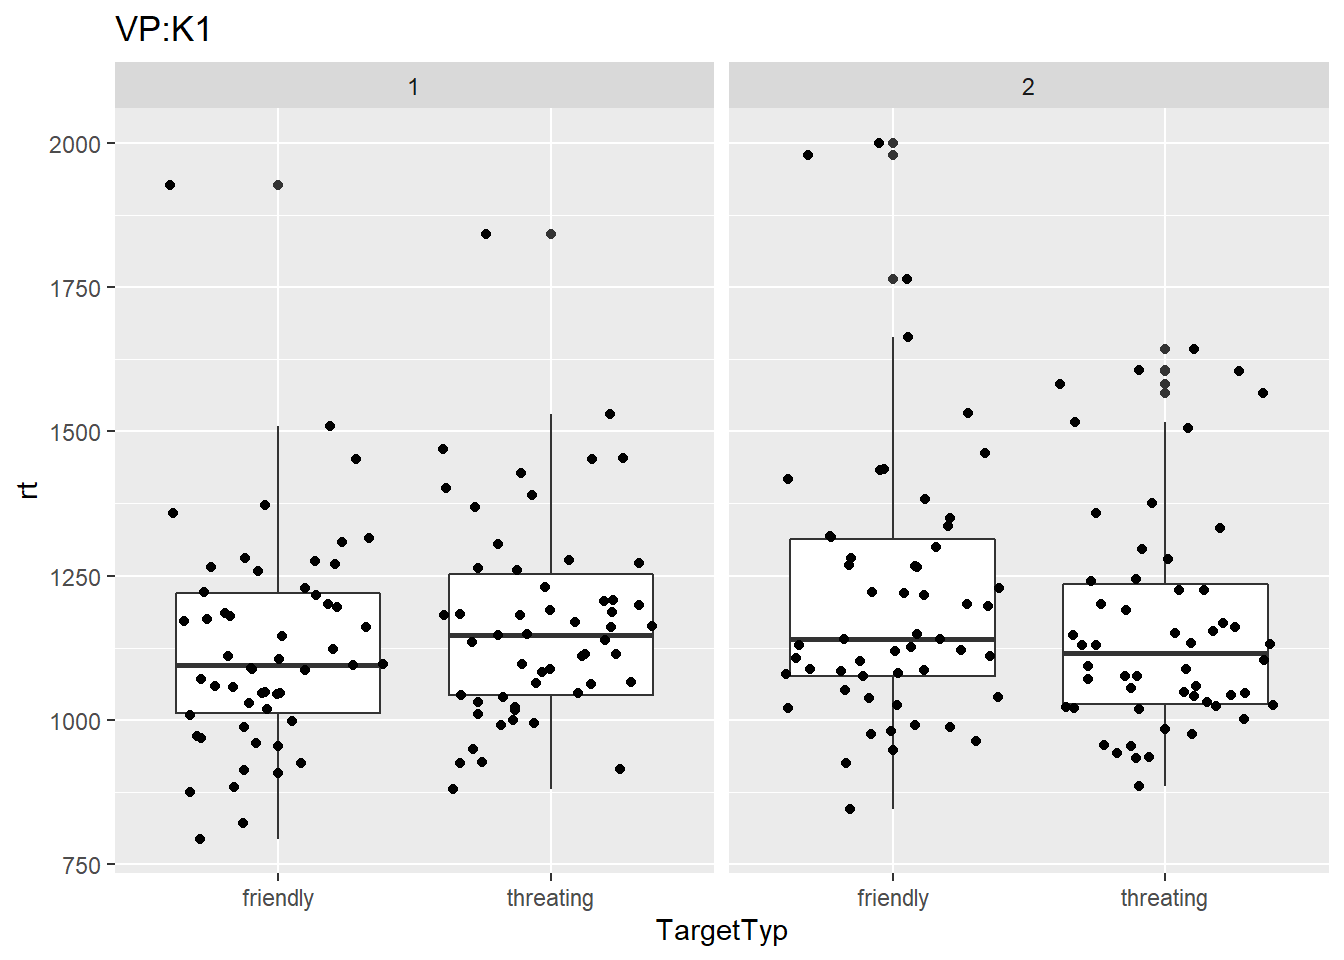 VP:K1
1
2
2000
1750
1500
1250
1000
750
rt
friendly
threating
friendly
threating
TargetTyp